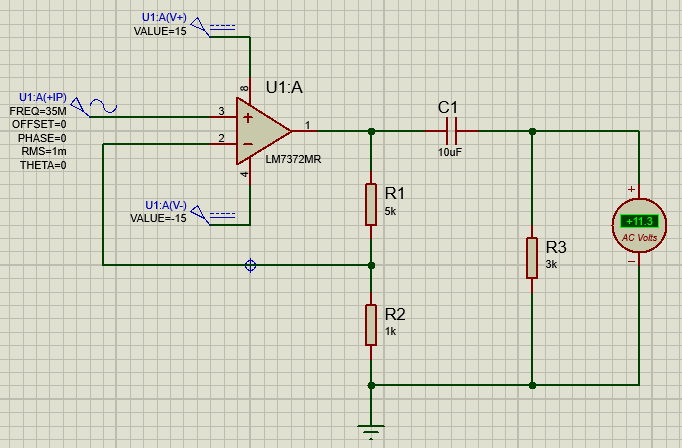 U1:A(V+)
VALUE=15
U1:A
8
U1:A(+IP)
FREQ=35M
OFFSET=0
PHASE=0
RMS=1m
THETA=0
3
2
1
4
LM7372MR
C1
10uF
U1:A(V-)
VALUE=-15
R1
5k
+
+11.3
AC Volts
−
R3
3k
R2
1k